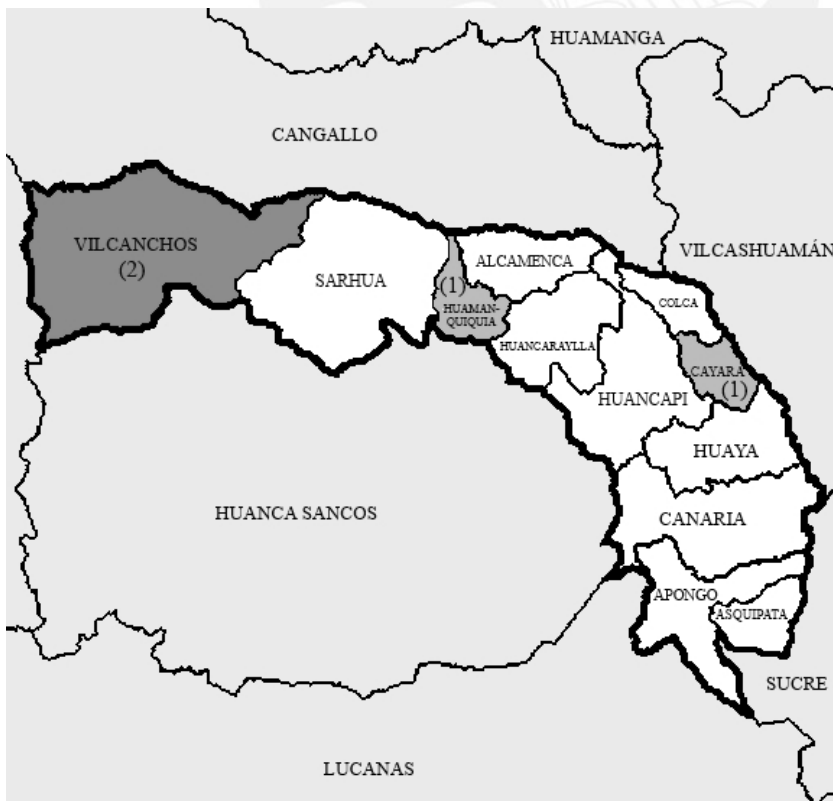 HUAMANGA
CANGALLO
VILCANCHOS
(2)
SARHUA
ALCAMENCA
VILCASHUAMÁN
(1)
HUAMAN-
QUIQUIA
COLCA
HUANCARAYLLA
CAYARA
(1)
HUANCAPI
HUAYA
HUANCA SANCOS
CANARIA
APONGO
ASQUIPATA
SUCRE
LUCANAS